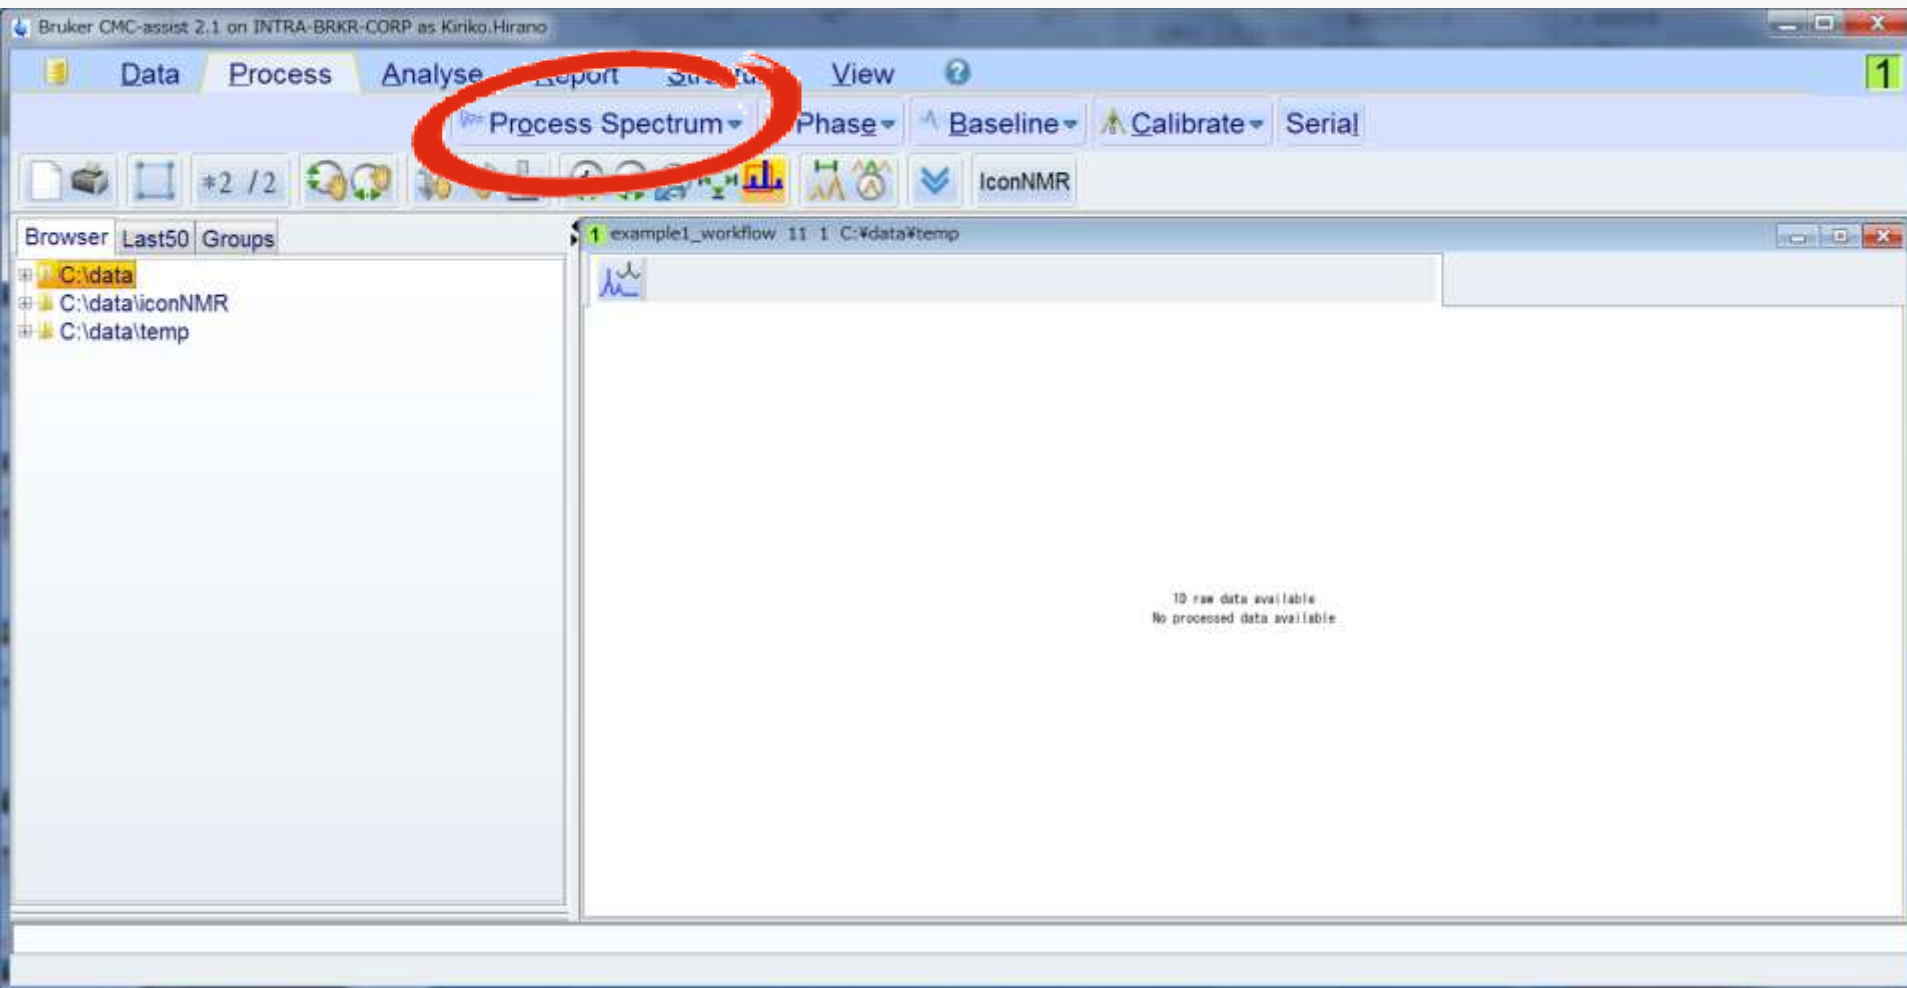 Bruker CMC-assist 2.1 on INTRA-BRKR-CORP as Kiriko.Hirano
Data Process Analyse View 1
Process Spectrum Phase Baseline Calibrate Serial
*2 /2 IconNMR
Browser Last50 Groups
1 example1_workflow 11 1 C:¥data¥temp
C:\data
C:\data\iconNMR
C:\data\temp
1D raw data available
No processed data available